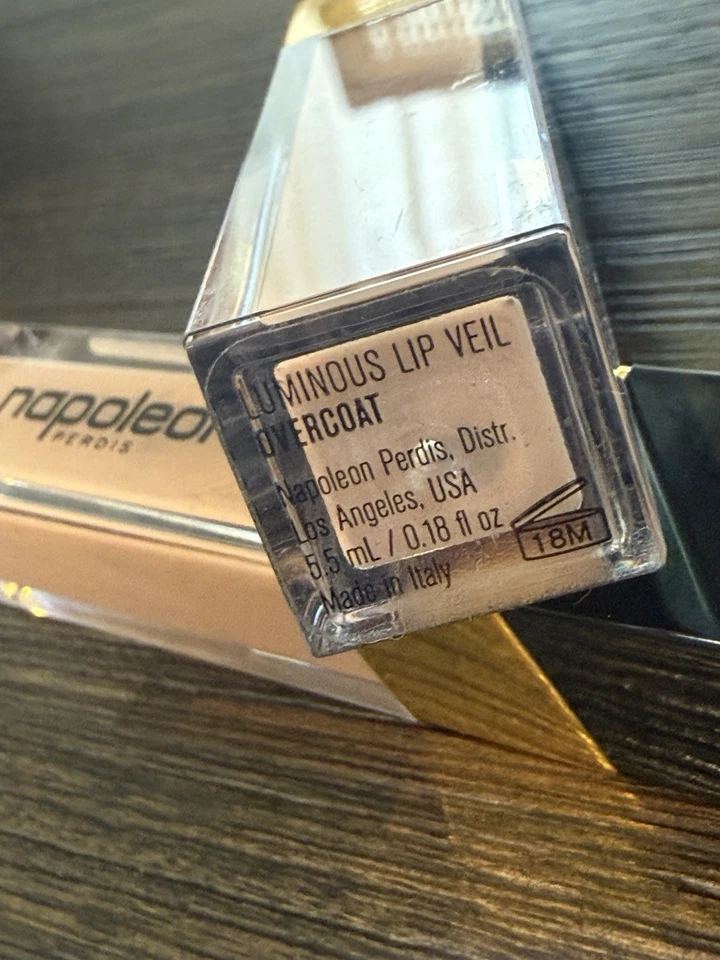 LUMINOUS LIP VEIL
OVERCOAT
Napoleon Perdis, Distr.
Los Angeles, USA
5.5 mL / 0.18 fl oz
Made in Italy
18M
napoleon
PERDIS